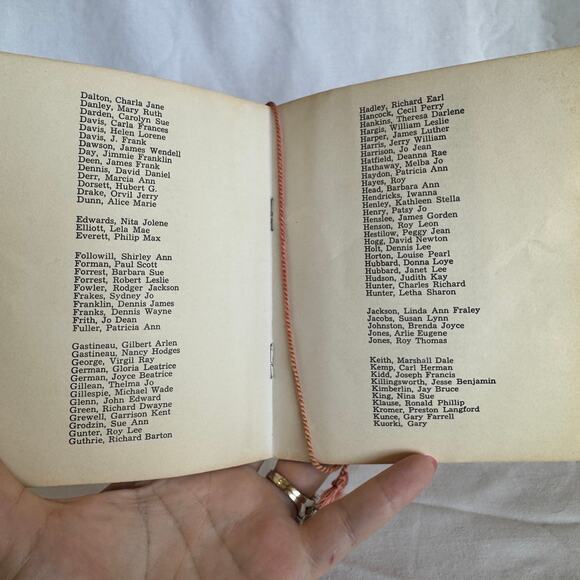 Dalton, Charla Jane
Danley, Mary Ruth
Darden, Carolyn Sue
Davis, Carla Frances
Davis, Helen Lorene
Davis, J. Frank
Dawson, James Wendell
Day, Jimmie Franklin
Deen, James Frank
Dennis, David Daniel
Derr, Marcia Ann
Dorsett, Hubert G.
Drake, Orvil Jerry
Dunn, Alice Marie
Edwards, Nita Jolene
Elliott, Lela Mae
Everett, Philip Max
Followill, Shirley Ann
Forman, Paul Scott
Forrest, Barbara Sue
Forrest, Robert Leslie
Fowler, Rodger Jackson
Frakes, Sydney Jo
Franklin, Dennis James
Franks, Dennis Wayne
Frith, Jo Dean
Fuller, Patricia Ann
Gastineau, Gilbert Arlen
Gastineau, Nancy Hodges
George, Virgil Ray
German, Gloria Leatrice
German, Joyce Beatrice
Gillean, Thelma Jo
Gillespie, Michael Wade
Glenn, John Edward
Green, Richard Dwayne
Grewell, Garrison Kent
Grodzin, Sue Ann
Gunter, Roy Lee
Guthrie, Richard Barton
Hadley, Richard Earl
Hancock, Cecil Perry
Hankins, Theresa Darlene
Hargis, William Leslie
Harper, James Luther
Harris, Jerry William
Harrison, Jo Jean
Hatfield, Deanna Rae
Hathaway, Melba Jo
Haydon, Patricia Ann
Hayes, Roy
Head, Barbara Ann
Hendricks, Iwanna
Henley, Kathleen Stella
Henry, Patsy Jo
Henslee, James Gorden
Henson, Roy Leon
Hestilow, Peggy Jean
Hogg, David Newton
Holt, Dennis Lee
Horton, Louise Pearl
Hubbard, Donna Loye
Hubbard, Janet Lee
Hudson, Judith Kay
Hunter, Charles Richard
Hunter, Letha Sharon
Jackson, Linda Ann Fraley
Jacobs, Susan Lynn
Johnston, Brenda Joyce
Jones, Arlie Eugene
Jones, Roy Thomas
Keith, Marshall Dale
Kemp, Carl Herman
Kidd, Joseph Francis
Killingsworth, Jesse Benjamin
Kimberlin, Jay Bruce
King, Nina Sue
Klause, Ronald Phillip
Kromer, Preston Langford
Kunce, Gary Farrell
Kuorki, Gary